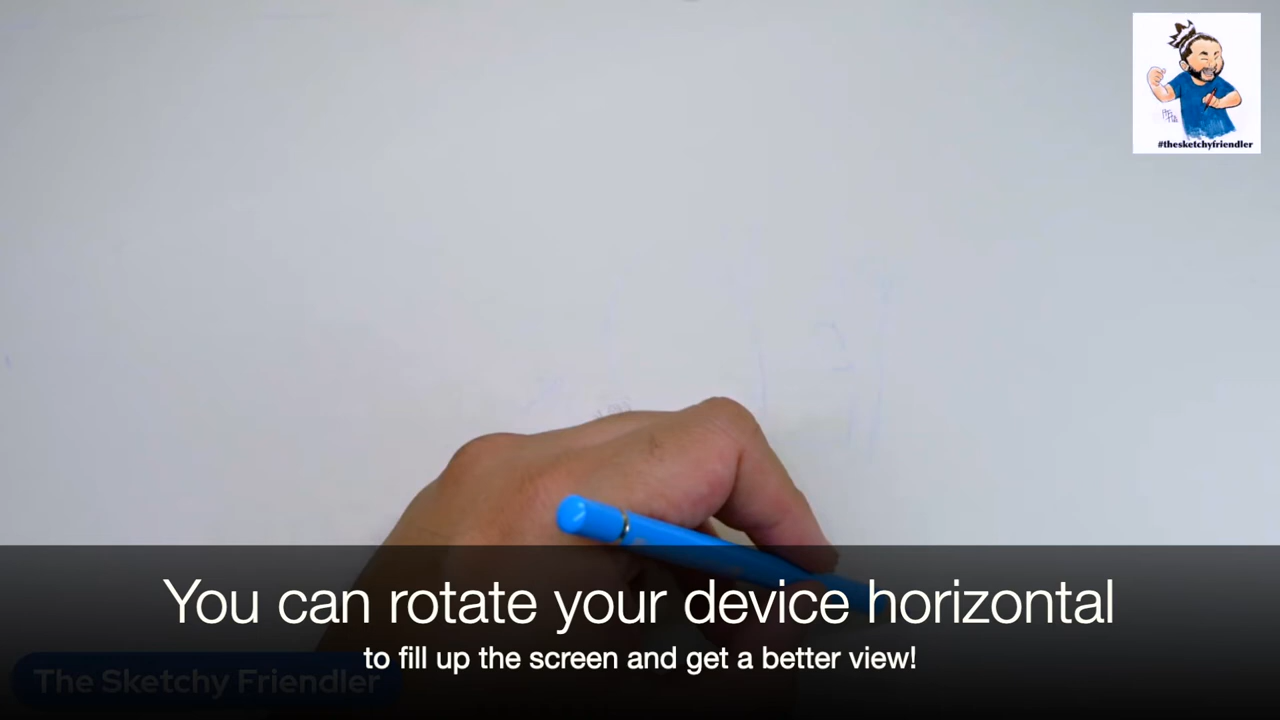 #thesketchyfriendler
You can rotate your device horizontal
to fill up the screen and get a better view!
The Sketchy Friendler